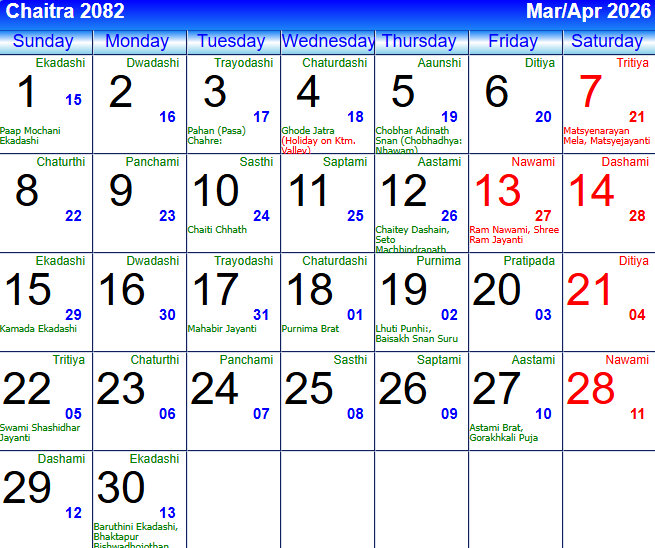 Chaitra 2082 Mar/Apr 2026
Sunday Monday Tuesday Wednesday Thursday Friday Saturday
Ekadashi Dwadashi Trayodashi Chaturdashi Aaunshi Ditiya Tritiya
1 15 2 16 3 17 4 18 5 19 6 20 7 21
Paap Mochani
Ekadashi
Pahan (Pasa)
Chahre:
Ghode Jatra
(Holiday on Ktm.
Valley)
Chobhar Adinath
Snan (Chobhadhya:
Nhawam)
Matsyenarayan
Mela, Matsyejayanti
Chaturthi Panchami Sasthi Saptami Aastami Nawami Dashami
8 22 9 23 10 24 11 25 12 26 13 27 14 28
Chaiti Chhath
Chaitey Dashain,
Seto
Machhindranath
Ram Nawami, Shree
Ram Jayanti
Ekadashi Dwadashi Trayodashi Chaturdashi Purnima Pratipada Ditiya
15 29 16 30 17 31 18 01 19 02 20 03 21 04
Kamada Ekadashi
Mahabir Jayanti
Purnima Brat
Lhuti Punhi:,
Baisakh Snan Suru
Tritiya Chaturthi Panchami Sasthi Saptami Aastami Nawami
22 05 23 06 24 07 25 08 26 09 27 10 28 11
Swami Shashidhar
Jayanti
Astami Brat,
Gorakhkali Puja
Dashami Ekadashi
29 12 30 13
Baruthini Ekadashi,
Bhaktapur
Bishwadhojothan